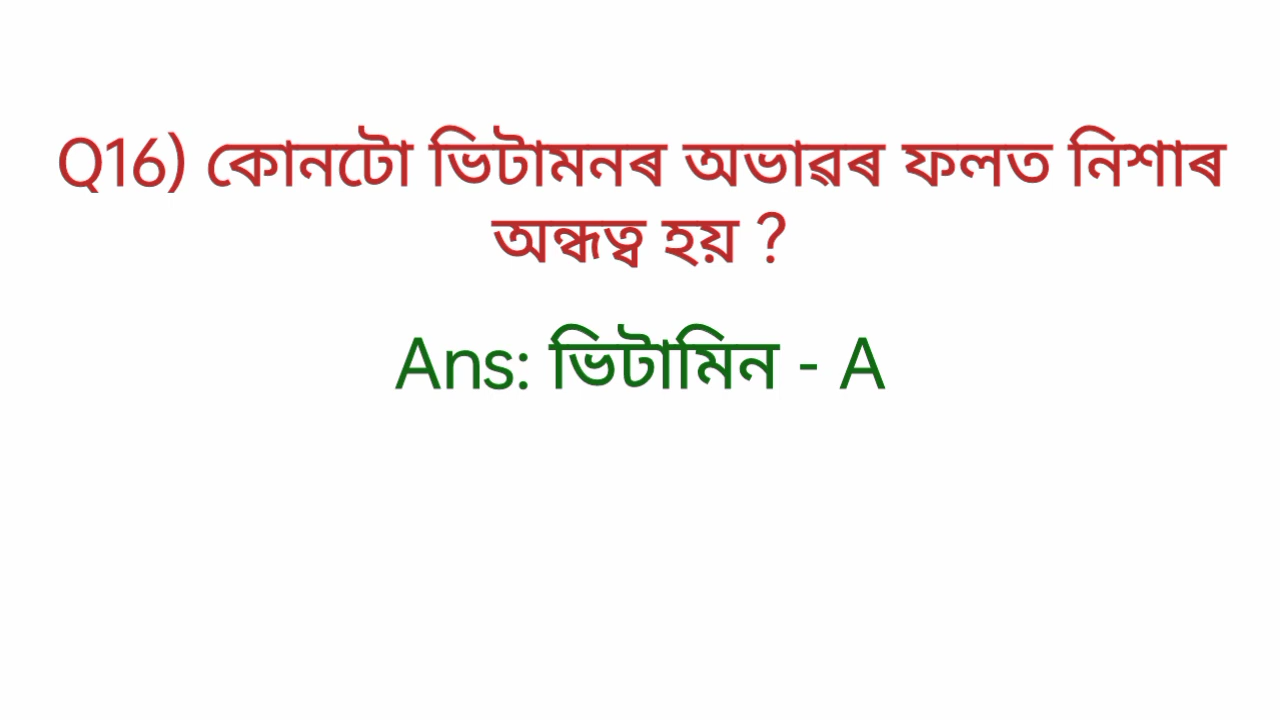 Q16) কোনটো ভিটামনৰ অভাৱৰ ফলত নিশাৰ
অন্ধত্ব হয় ?
Ans: ভিটামিন - A